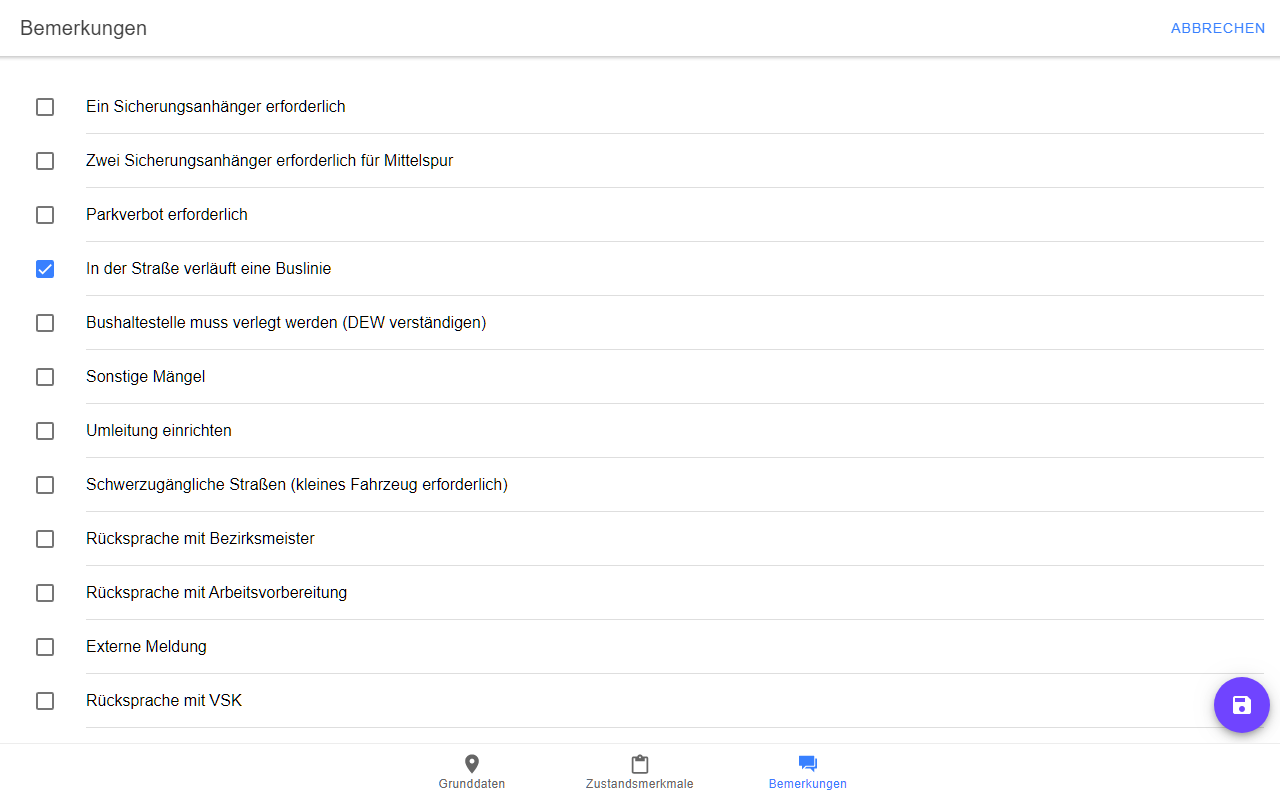 Bemerkungen
ABBRECHEN
Ein Sicherungsanhänger erforderlich
Zwei Sicherungsanhänger erforderlich für Mittelspur
Parkverbot erforderlich
In der Straße verläuft eine Buslinie
Bushaltestelle muss verlegt werden (DEW verständigen)
Sonstige Mängel
Umleitung einrichten
Schwerzugängliche Straßen (kleines Fahrzeug erforderlich)
Rücksprache mit Bezirksmeister
Rücksprache mit Arbeitsvorbereitung
Externe Meldung
Rücksprache mit VSK
Grunddaten
Zustandsmerkmale
Bemerkungen